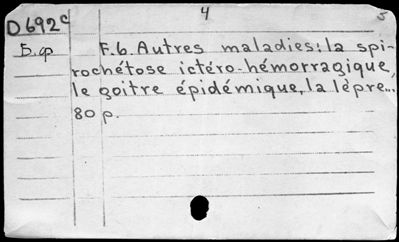 4 5
D692c
Б.ф F.6. Autres maladies: la spi-
rochétose ictéro-hémorragique,
le goitre épidémique, la lèpre...
80 p.